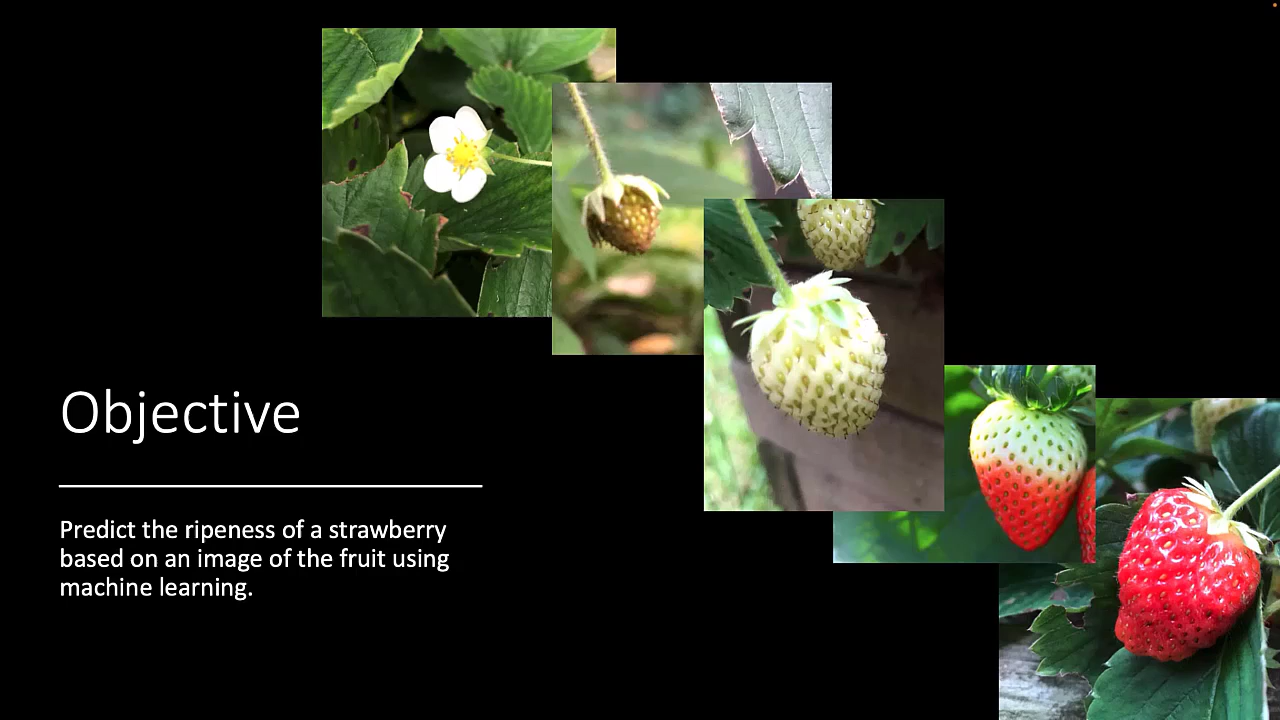 Objective
Predict the ripeness of a strawberry
based on an image of the fruit using
machine learning.